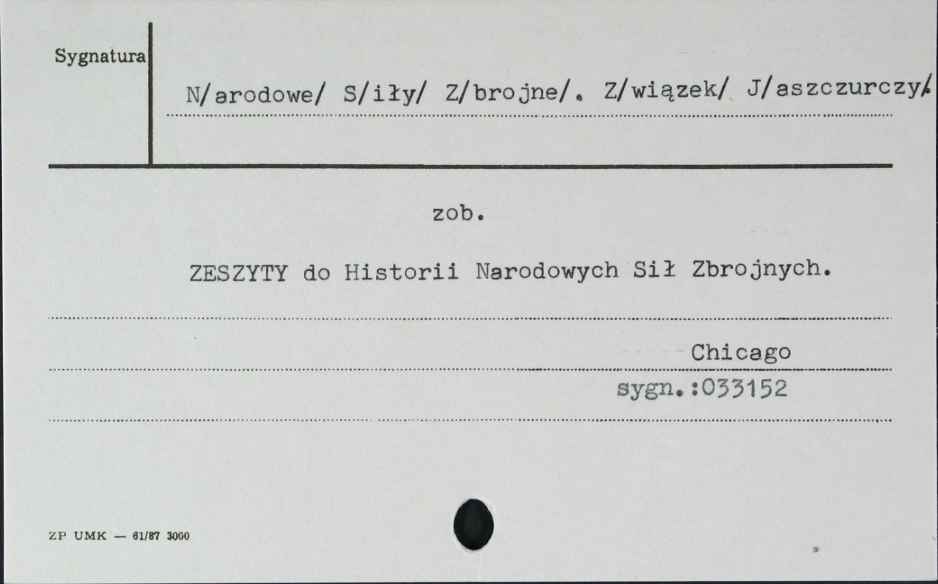 Sygnatura
N/arodowe/ S/iły/ Z/brojne/. Z/wiązek/ J/aszczurczy/.
zob.
ZESZYTY do Historii Narodowych Sił Zbrojnych.
Chicago
sygn.:033152
ZP UMK — 61/87 3000